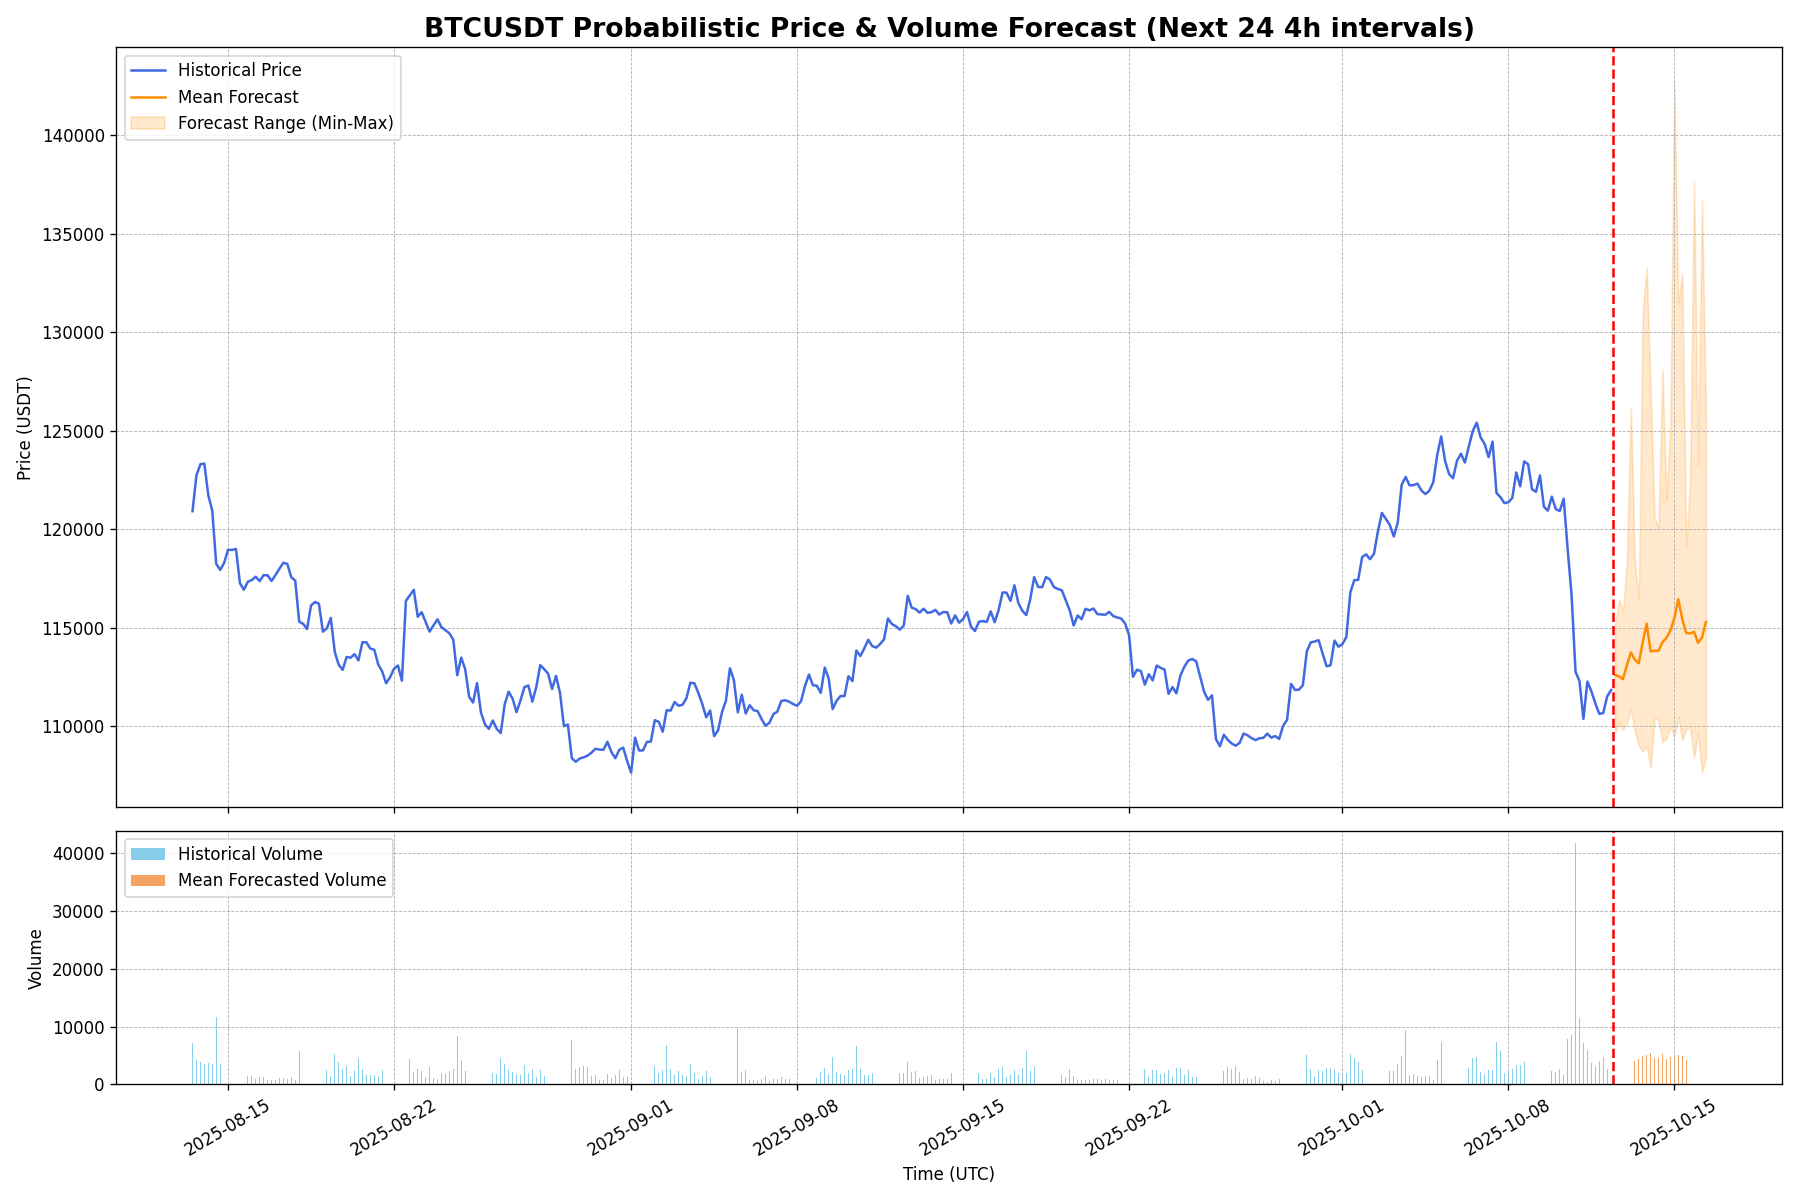 BTCUSDT Probabilistic Price & Volume Forecast (Next 24 4h intervals)
Historical Price
Mean Forecast
Forecast Range (Min-Max)
140000
135000
130000
125000
120000
115000
110000
Price (USDT)
Historical Volume
Mean Forecasted Volume
40000
30000
20000
10000
0
Volume
2025-08-15
2025-08-22
2025-09-01
2025-09-08
2025-09-15
2025-09-22
2025-10-01
2025-10-08
2025-10-15
Time (UTC)